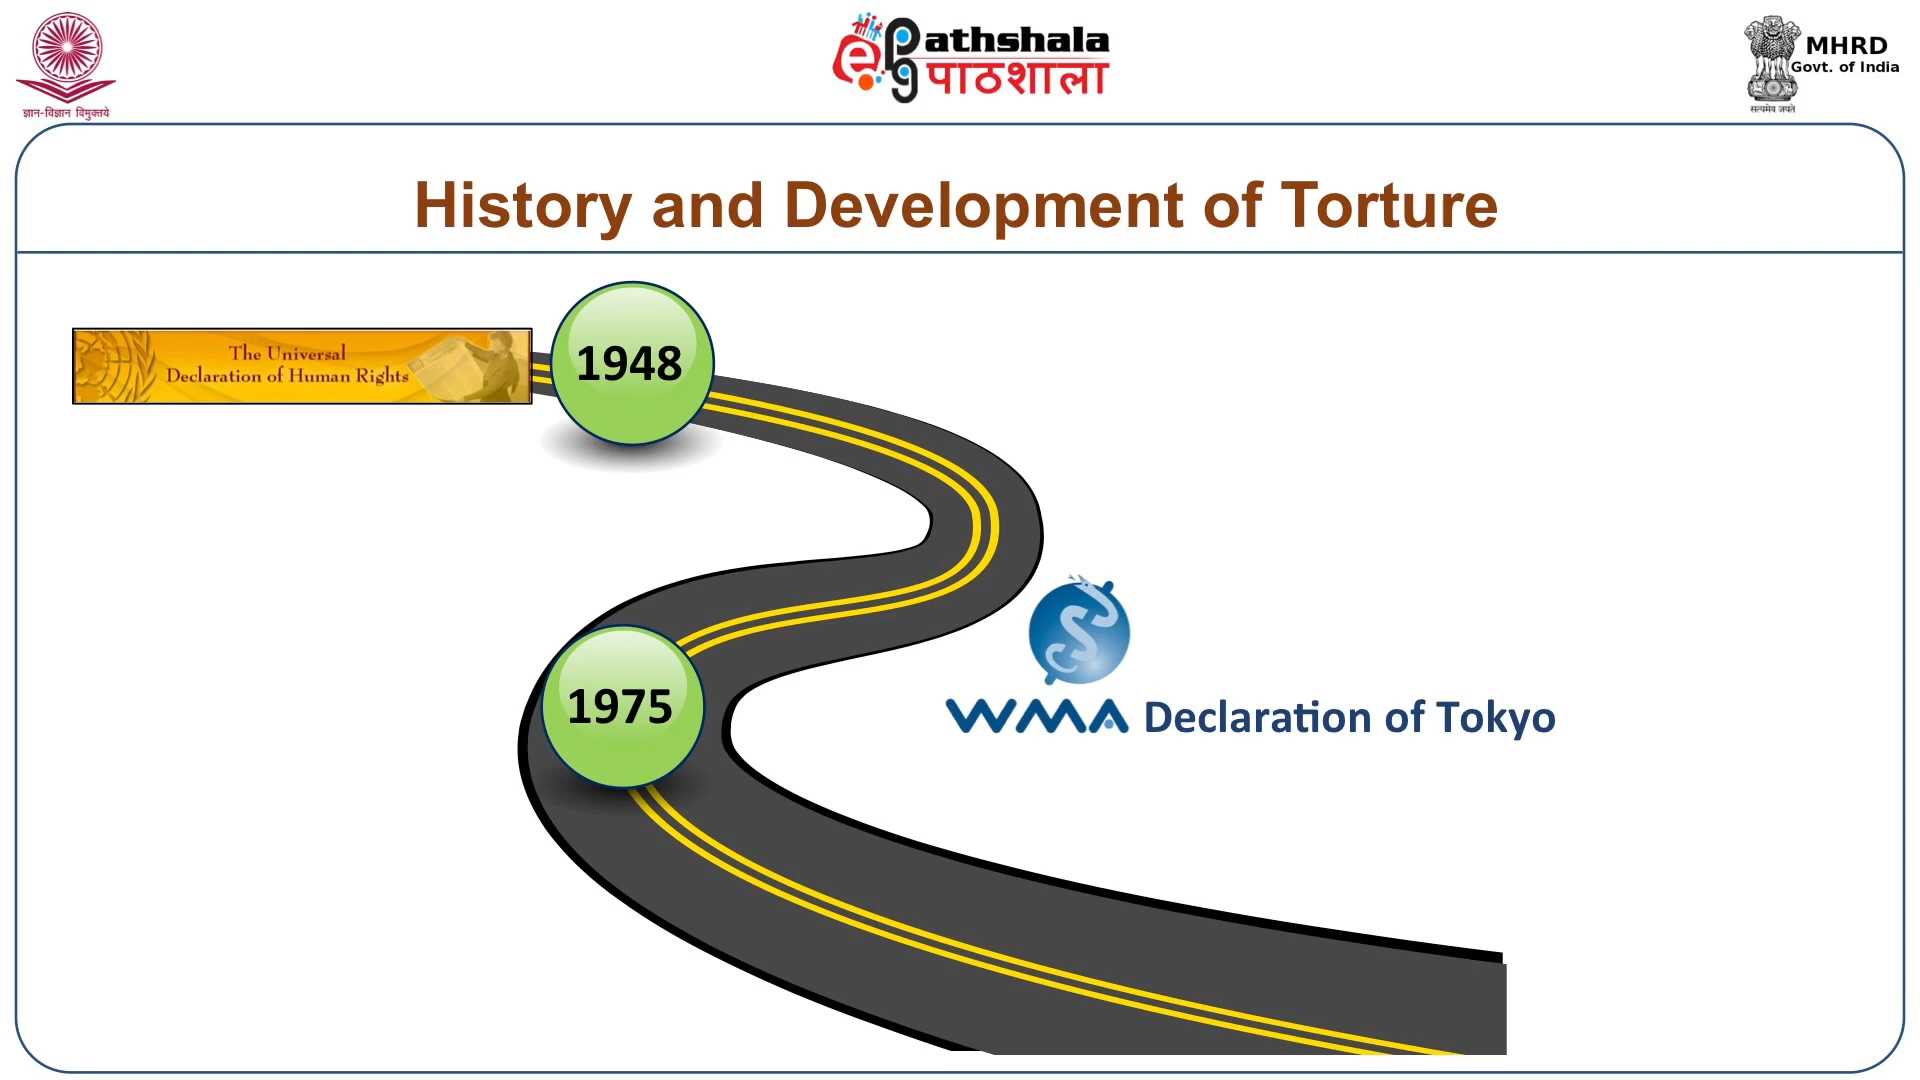 ज्ञान-विज्ञान विमुक्तये
ePG Pathshala
पाठशाला
MHRD
Govt. of India
सत्यमेव जयते
History and Development of Torture
The Universal
Declaration of Human Rights
1948
1975
WMA Declaration of Tokyo